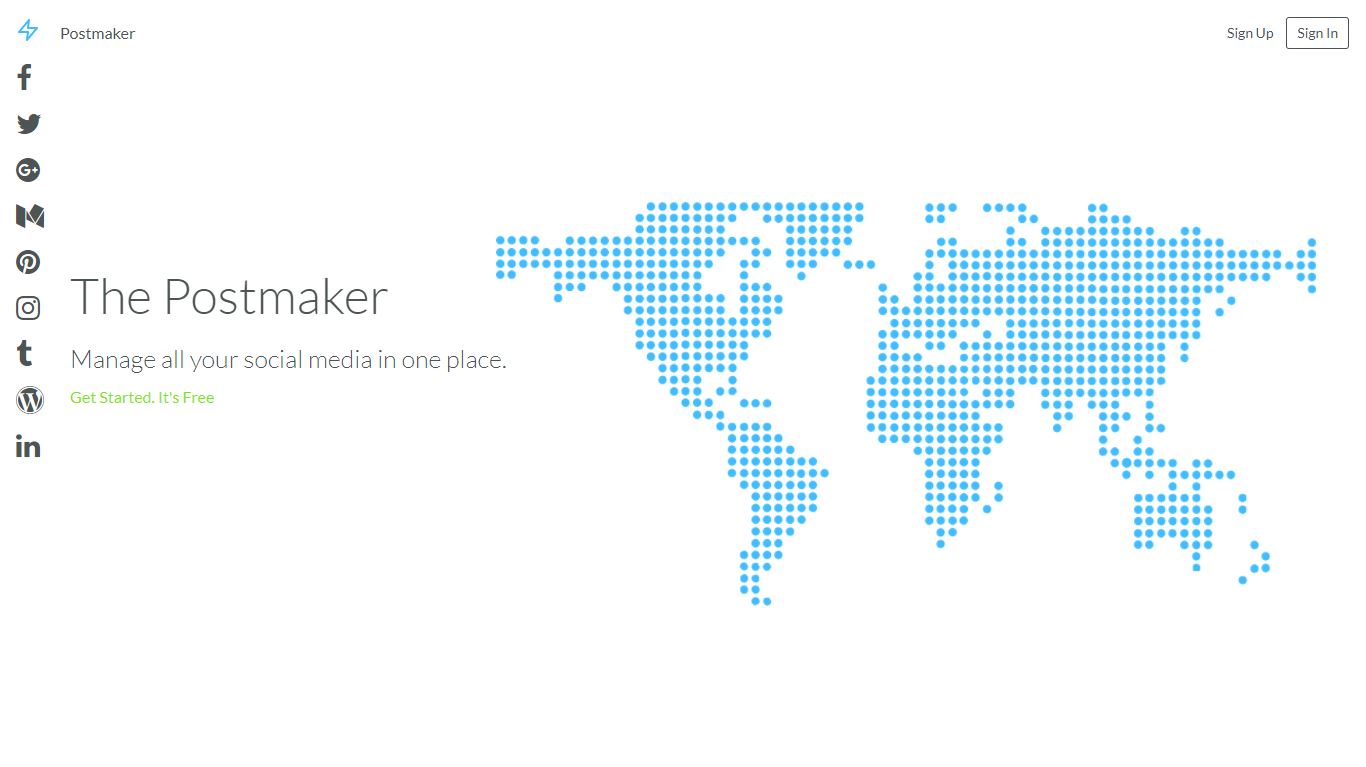 Postmaker
Sign Up
Sign In
The Postmaker
Manage all your social media in one place.
Get Started. It's Free